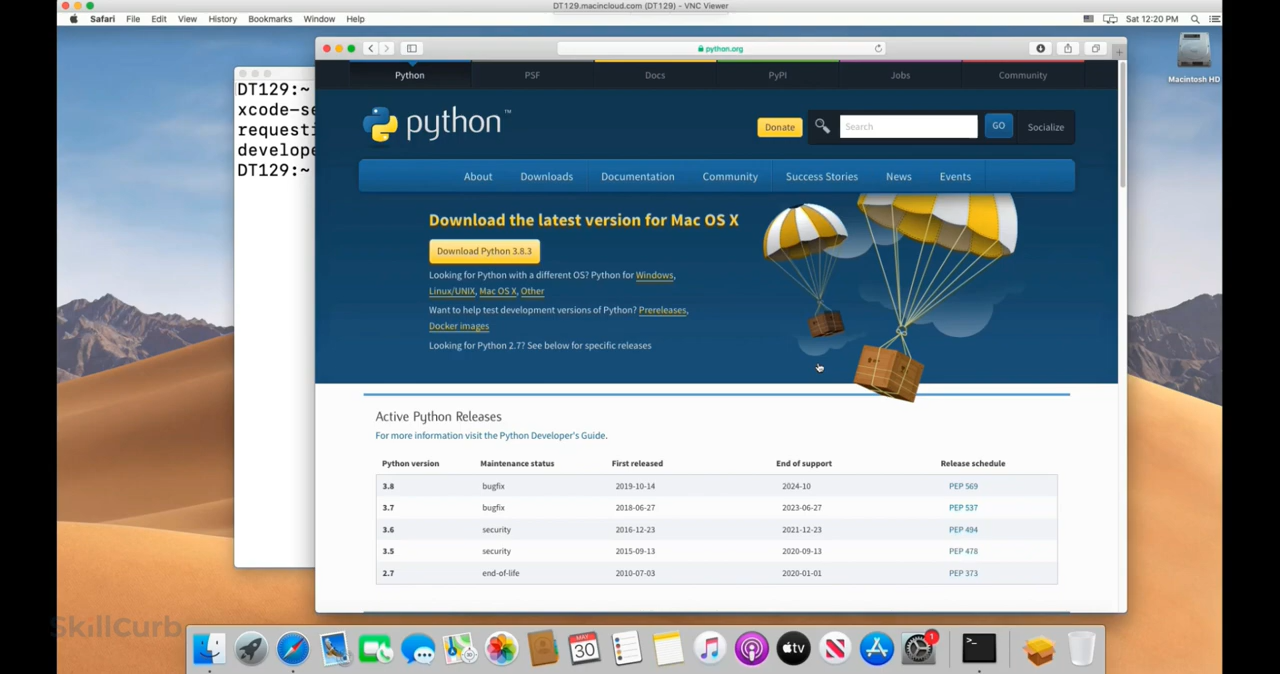 DT129.macincloud.com (DT129) - VNC Viewer
Safari File Edit View History Bookmarks Window Help
Sat 12:20 PM
python.org
Macintosh HD
DT129:~
xcode-se
requesti
develope
DT129:~
Python PSF Docs PyPI Jobs Community
python™
Donate
Search
GO
Socialize
About Downloads Documentation Community Success Stories News Events
Download the latest version for Mac OS X
Download Python 3.8.3
Looking for Python with a different OS? Python for Windows,
Linux/UNIX, Mac OS X, Other
Want to help test development versions of Python? Prereleases,
Docker images
Looking for Python 2.7? See below for specific releases
Active Python Releases
For more information visit the Python Developer's Guide.
Python version Maintenance status First released End of support Release schedule
3.8 bugfix 2019-10-14 2024-10 PEP 569
3.7 bugfix 2018-06-27 2023-06-27 PEP 537
3.6 security 2016-12-23 2021-12-23 PEP 494
3.5 security 2015-09-13 2020-09-13 PEP 478
2.7 end-of-life 2010-07-03 2020-01-01 PEP 373
SkillCurb
MAY
30
tv
>_
1